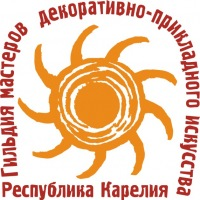 Гильдия мастеров декоративно-прикладного искусства
Республика Карелия